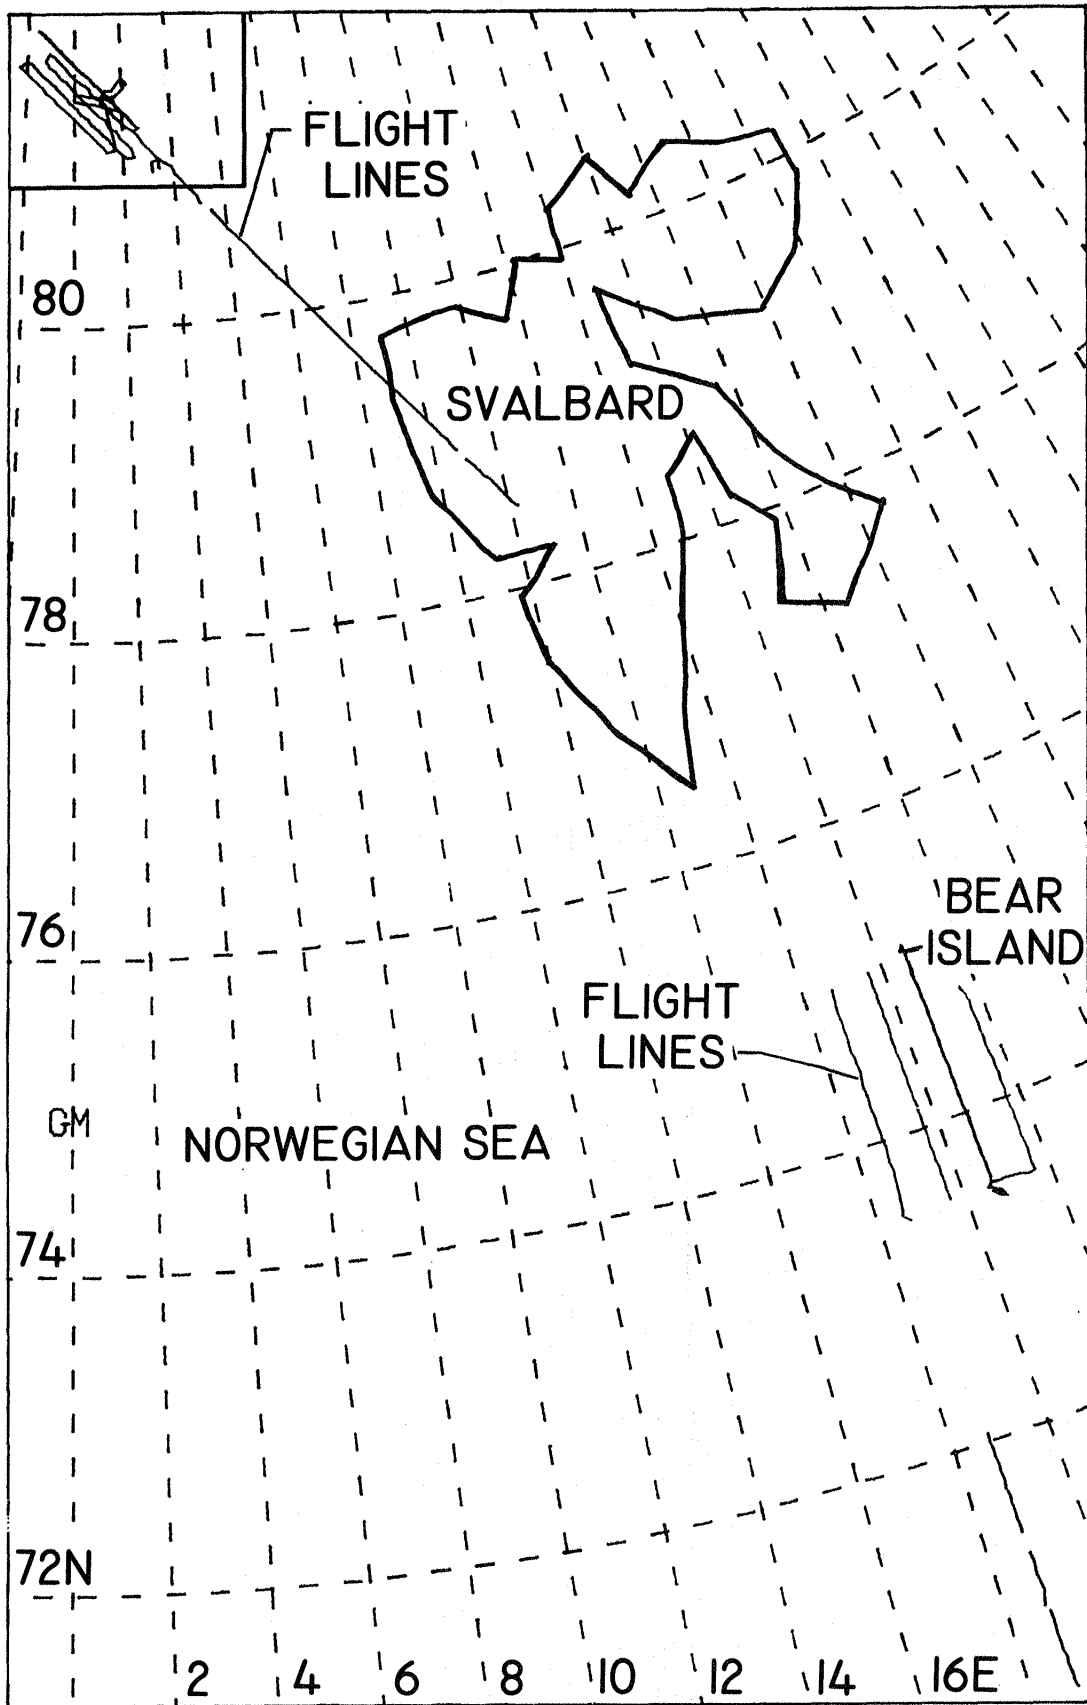 FLIGHT
LINES
80
SVALBARD
78
76
BEAR
ISLAND
FLIGHT
LINES
GM
NORWEGIAN SEA
74
72N
2 4 6 8 10 12 14 16E